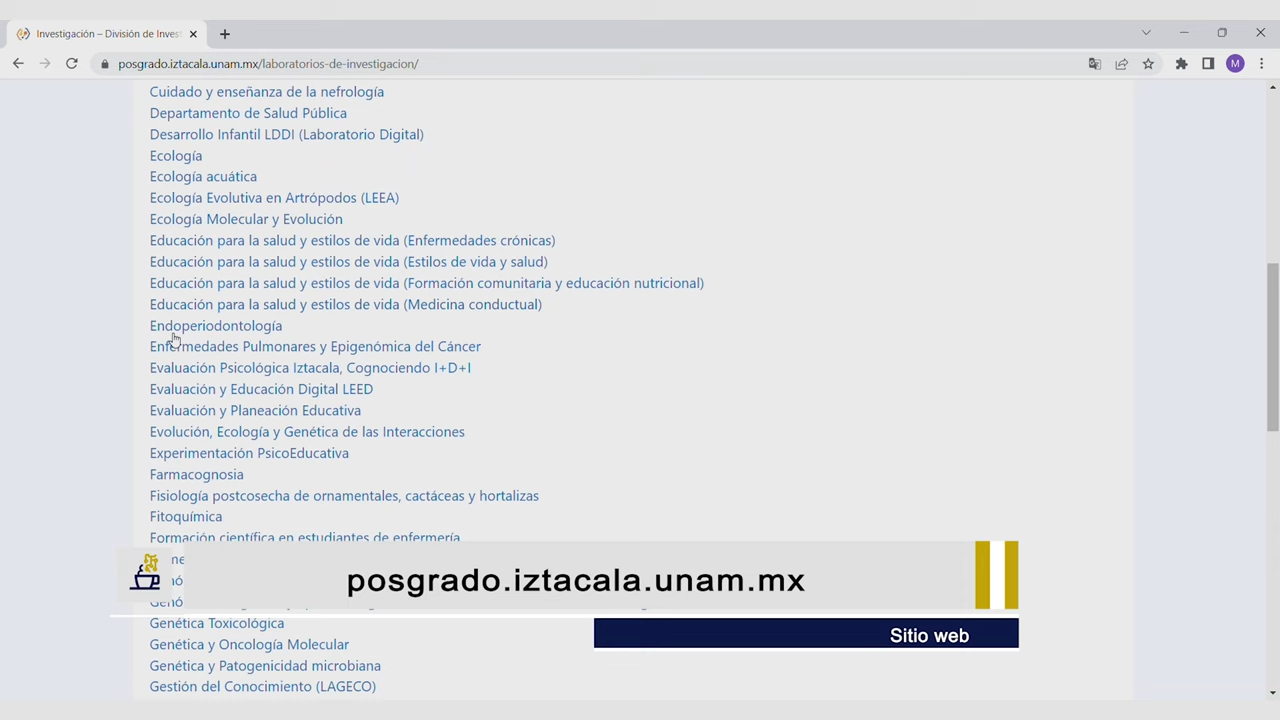 Investigación – División de Inves
posgrado.iztacala.unam.mx/laboratorios-de-investigacion/
M
Cuidado y enseñanza de la nefrología
Departamento de Salud Pública
Desarrollo Infantil LDDI (Laboratorio Digital)
Ecología
Ecología acuática
Ecología Evolutiva en Artrópodos (LEEA)
Ecología Molecular y Evolución
Educación para la salud y estilos de vida (Enfermedades crónicas)
Educación para la salud y estilos de vida (Estilos de vida y salud)
Educación para la salud y estilos de vida (Formación comunitaria y educación nutricional)
Educación para la salud y estilos de vida (Medicina conductual)
Endoperiodontología
Enfermedades Pulmonares y Epigenómica del Cáncer
Evaluación Psicológica Iztacala, Cognociendo I+D+I
Evaluación y Educación Digital LEED
Evaluación y Planeación Educativa
Evolución, Ecología y Genética de las Interacciones
Experimentación PsicoEducativa
Farmacognosia
Fisiología postcosecha de ornamentales, cactáceas y hortalizas
Fitoquímica
Formación científica en estudiantes de enfermería
posgrado.iztacala.unam.mx
Genética Toxicológica
Sitio web
Genética y Oncología Molecular
Genética y Patogenicidad microbiana
Gestión del Conocimiento (LAGECO)